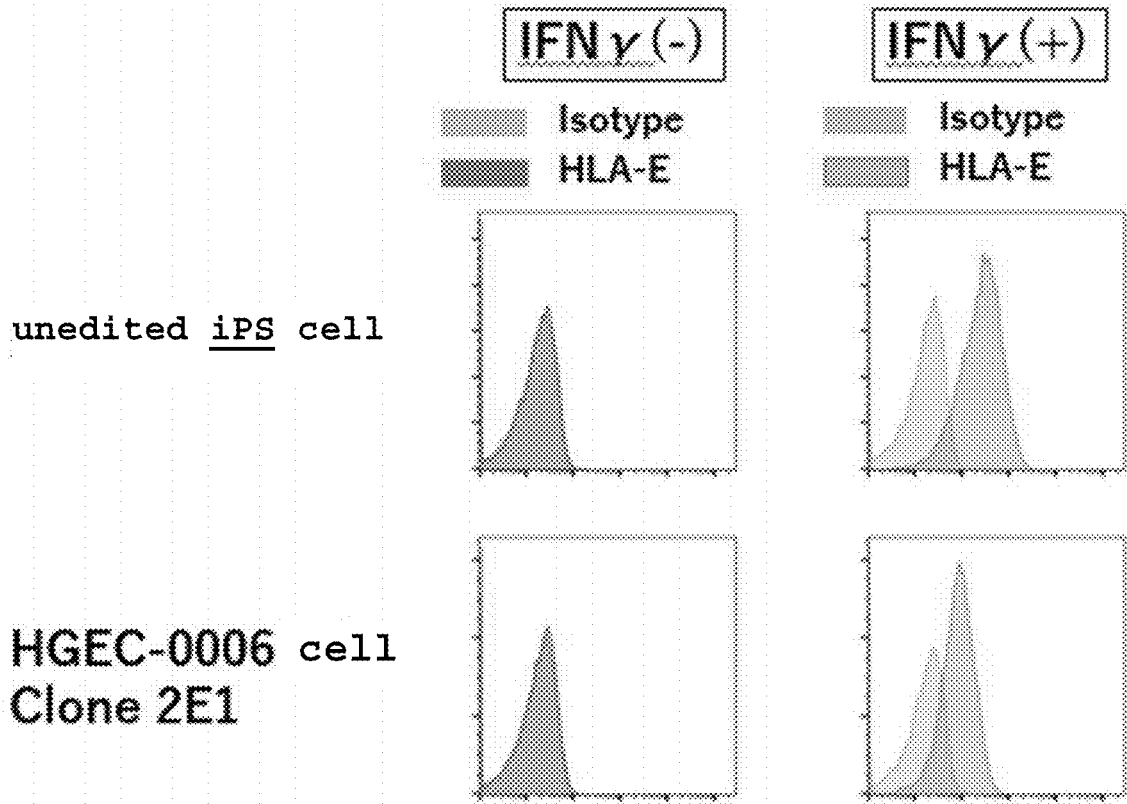 IFNγ(-)
IFNγ(+)
Isotype
HLA-E
Isotype
HLA-E
unedited iPS cell
HGEC-0006 cell
Clone 2E1